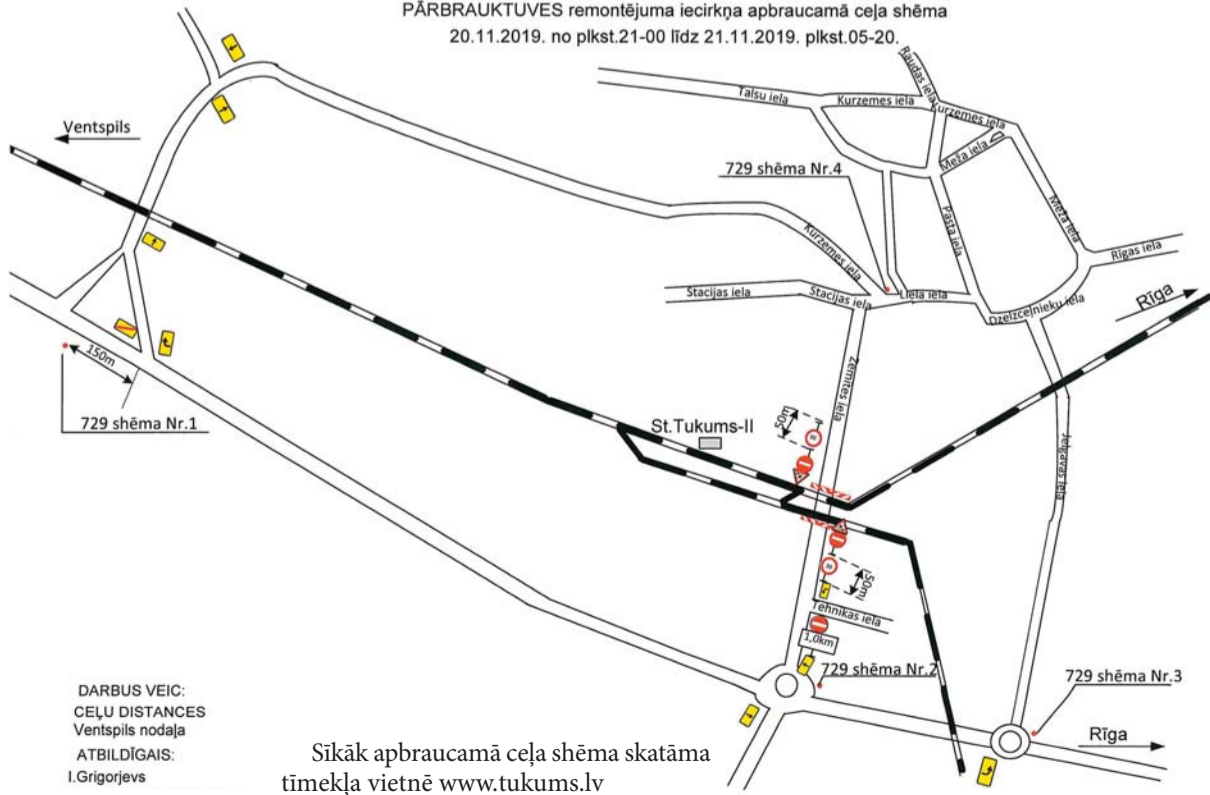 PĀRBRAUKTUVES remontējuma iecirkņa apbraucamā ceļa shēma
20.11.2019. no plkst.21-00 līdz 21.11.2019. plkst.05-20.
Raudas iela
Talsu iela
Kurzemes iela
Kurzemes iela
Ventspils
Meža iela
729 shēma Nr.4
Pasta iela
Meža iela
Kurzemes iela
Rīgas iela
Stacijas iela
Stacijas iela
Lielā iela
Rīga
Dzelzceļnieku iela
150m
Zemītes iela
729 shēma Nr.1
50m
St.Tukums-II
Jelgavas iela
50m
Tehnikas iela
1,0km
729 shēma Nr.2
729 shēma Nr.3
DARBUS VEIC:
CEĻU DISTANCES
Ventspils nodaļa
Rīga
ATBILDĪGAIS:
I.Grigorjevs
Sīkāk apbraucamā ceļa shēma skatāma
tīmekļa vietnē www.tukums.lv